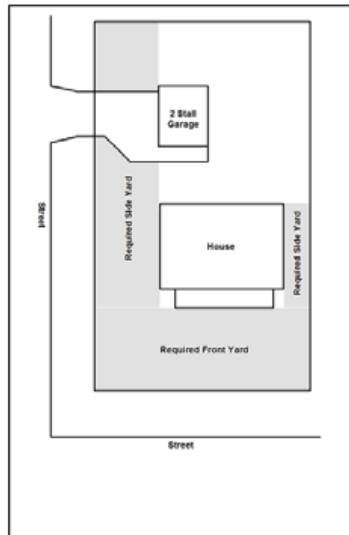 2 Stall
Garage
Street
Required Side Yard
House
Required Side Yard
Required Front Yard
Street